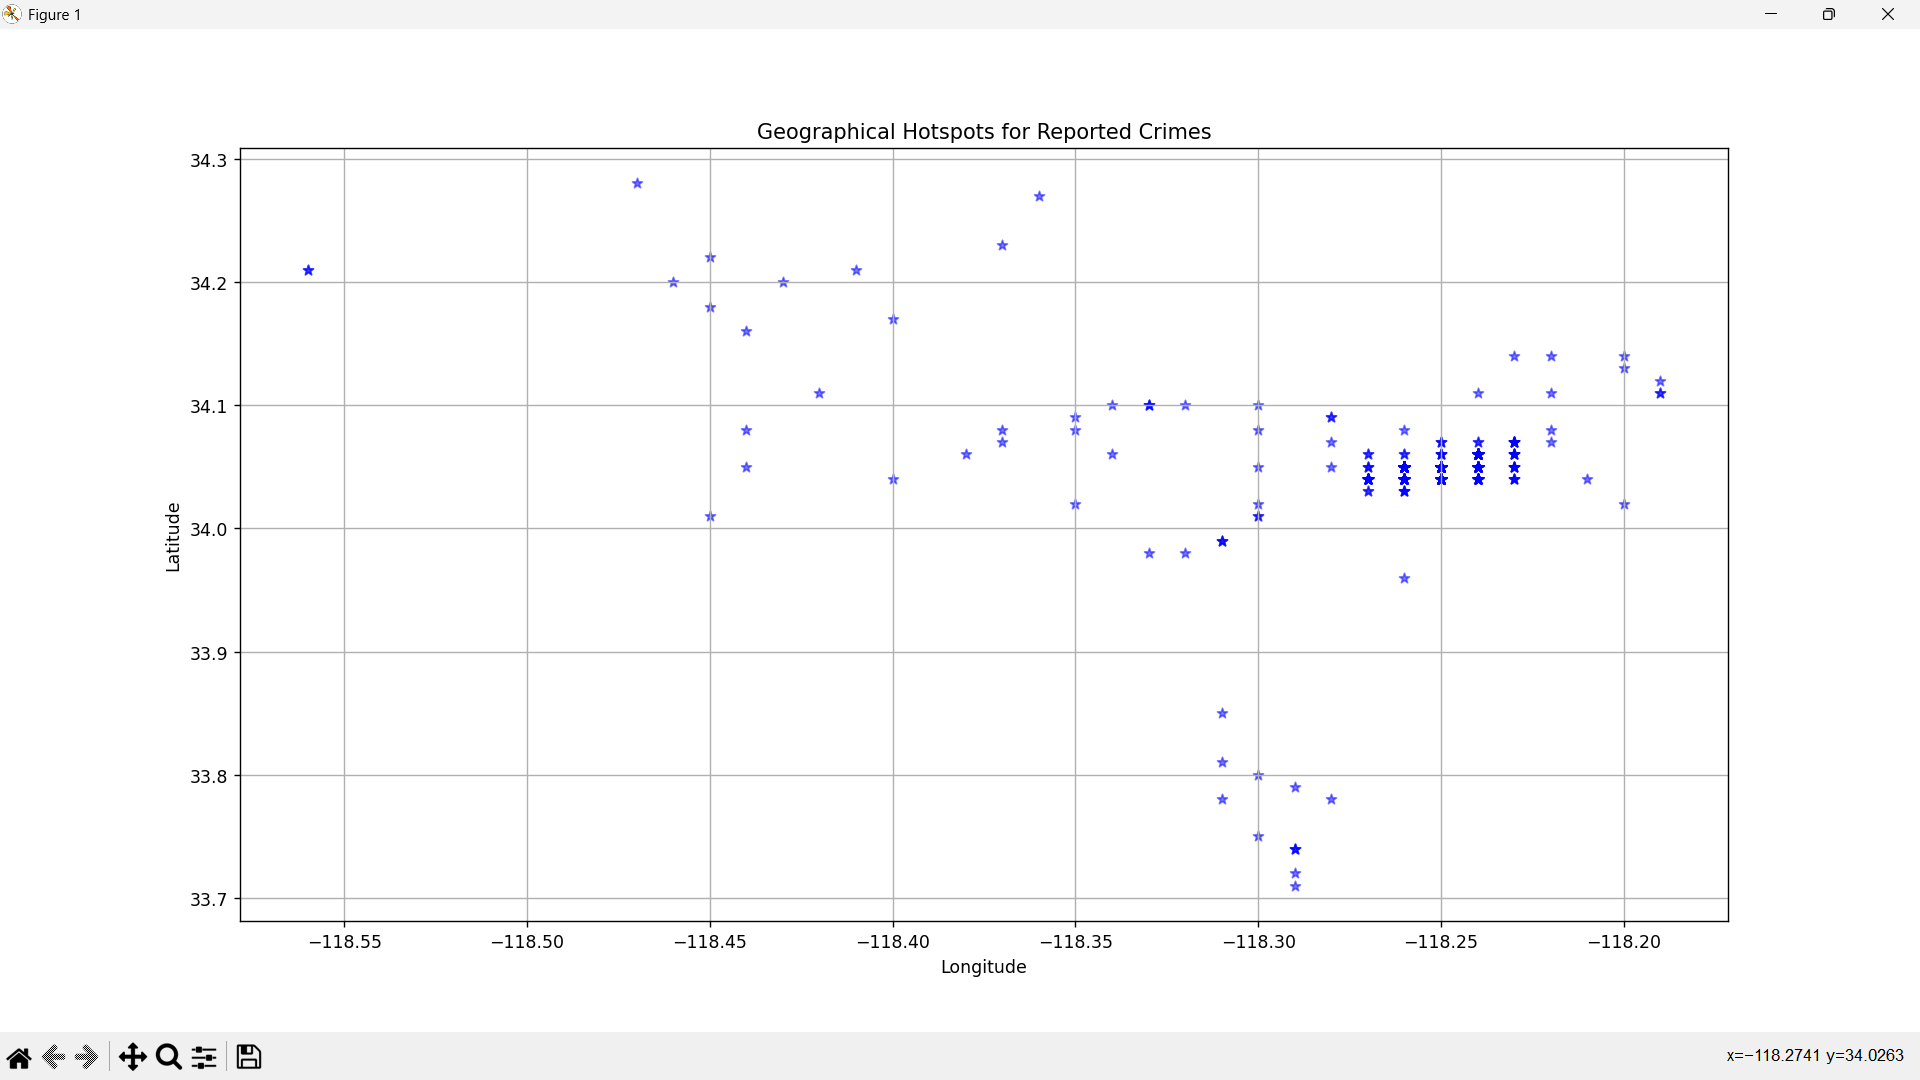 Figure 1
Geographical Hotspots for Reported Crimes
34.3
34.2
34.1
34.0
33.9
33.8
33.7
Latitude
−118.55 −118.50 −118.45 −118.40 −118.35 −118.30 −118.25 −118.20
Longitude
x=−118.2741 y=34.0263